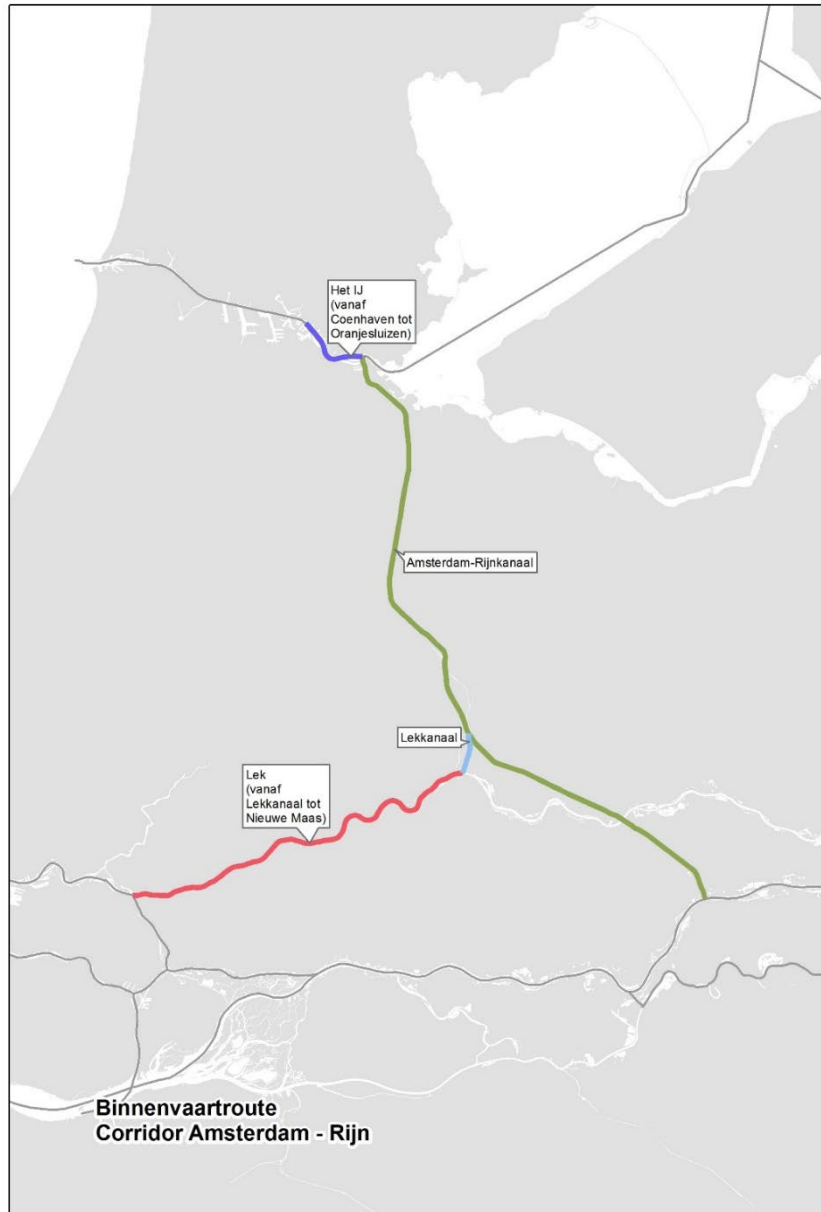 Het IJ
(vanaf
Coenhaven tot
Oranjesluizen)
Amsterdam-Rijnkanaal
Lekkanaal
Lek
(vanaf
Lekkanaal tot
Nieuwe Maas)
Binnenvaartroute
Corridor Amsterdam - Rijn